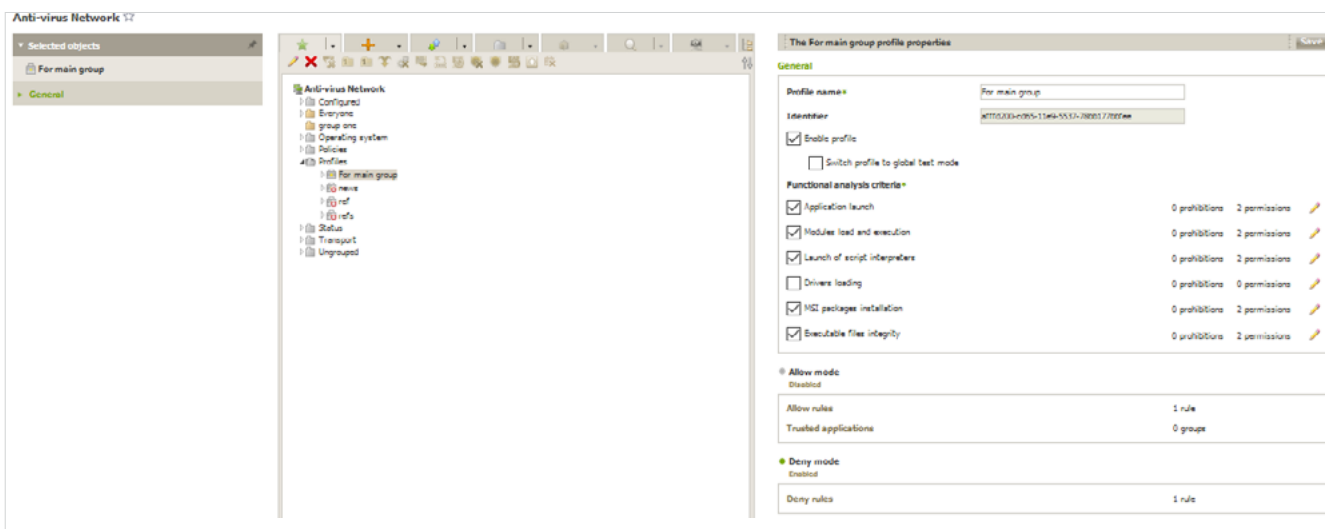 Anti-virus Network
Selected objects
For main group
General
Anti-virus Network
Configured
Everyone
group one
Operating system
Policies
Profiles
For main group
news
ref
refs
Status
Transport
Ungrouped
The For main group profile properties
Save
General
Profile name
For main group
Identifier
Enable profile
Switch profile to global test mode
Functional analysis criteria
Application launch 0 prohibitions 2 permissions
Modules load and execution 0 prohibitions 2 permissions
Launch of script interpreters 0 prohibitions 2 permissions
Drivers loading 0 prohibitions 0 permissions
MSI packages installation 0 prohibitions 2 permissions
Executable files integrity 0 prohibitions 2 permissions
Allow mode
Disabled
Allow rules 1 rule
Trusted applications 0 groups
Deny mode
Enabled
Deny rules 1 rule